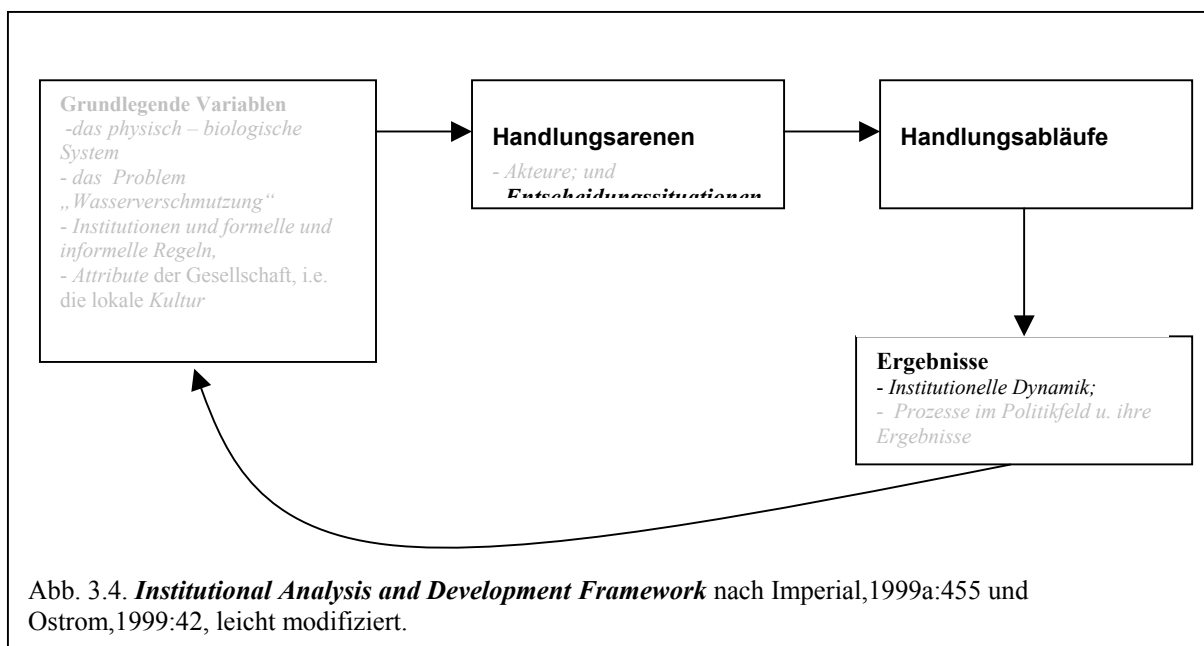 Grundlegende Variablen
-das physisch – biologische
System
- das Problem
„Wasserverschmutzung“
- Institutionen und formelle und
informelle Regeln,
- Attribute der Gesellschaft, i.e.
die lokale Kultur
Handlungsarenen
- Akteure; und
- Entscheidungssituationen
Handlungsabläufe
Ergebnisse
- Institutionelle Dynamik;
- Prozesse im Politikfeld u. ihre
Ergebnisse
Abb. 3.4. Institutional Analysis and Development Framework nach Imperial,1999a:455 und
Ostrom,1999:42, leicht modifiziert.